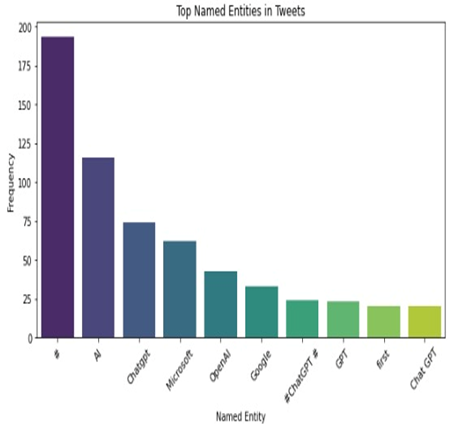 Top Named Entities in Tweets
200
175
150
125
100
75
50
25
0
Frequency
#
AI
Chatgpt
Microsoft
OpenAI
Google
#ChatGPT #
GPT
first
Chat GPT
Named Entity